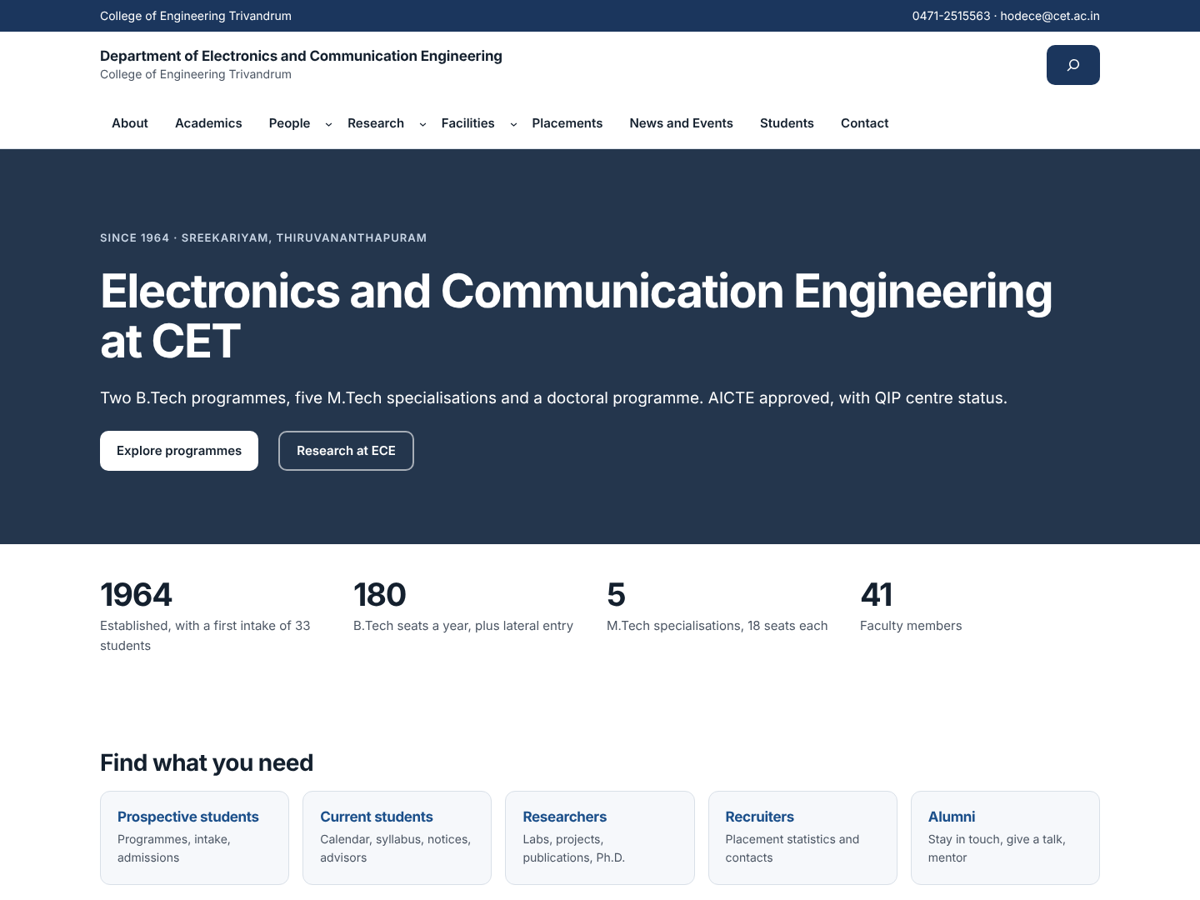 College of Engineering Trivandrum
0471-2515563 · hodece@cet.ac.in
Department of Electronics and Communication Engineering
College of Engineering Trivandrum
About Academics People Research Facilities Placements News and Events Students Contact
SINCE 1964 · SREEKARIYAM, THIRUVANANTHAPURAM
Electronics and Communication Engineering
at CET
Two B.Tech programmes, five M.Tech specialisations and a doctoral programme. AICTE approved, with QIP centre status.
Explore programmes
Research at ECE
1964
Established, with a first intake of 33
students
180
B.Tech seats a year, plus lateral entry
5
M.Tech specialisations, 18 seats each
41
Faculty members
Find what you need
Prospective students
Programmes, intake,
admissions
Current students
Calendar, syllabus, notices,
advisors
Researchers
Labs, projects,
publications, Ph.D.
Recruiters
Placement statistics and
contacts
Alumni
Stay in touch, give a talk,
mentor